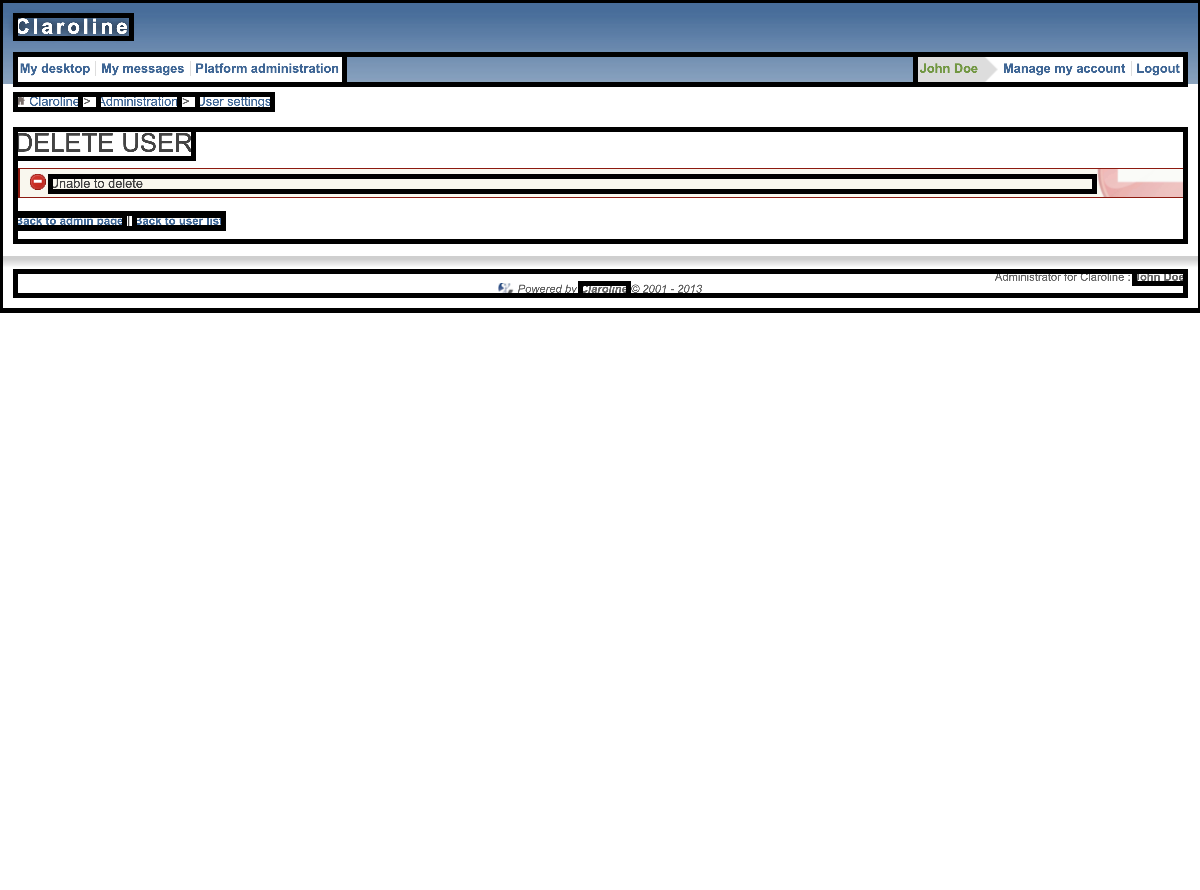 Claroline
My desktop My messages Platform administration John Doe Manage my account Logout
Claroline > Administration > User settings
DELETE USER
Unable to delete
Back to admin page | Back to user list
Administrator for Claroline : John Doe
Powered by Claroline © 2001 - 2013